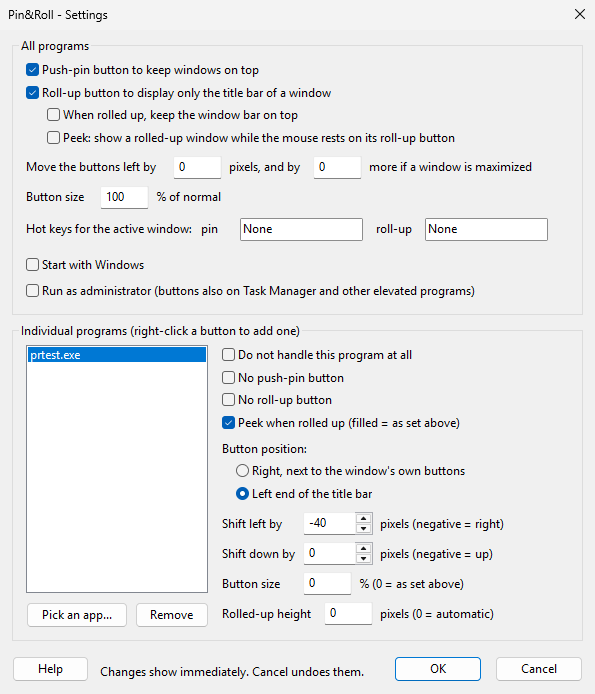 Pin&Roll - Settings
All programs
Push-pin button to keep windows on top
Roll-up button to display only the title bar of a window
When rolled up, keep the window bar on top
Peek: show a rolled-up window while the mouse rests on its roll-up button
Move the buttons left by 0 pixels, and by 0 more if a window is maximized
Button size 100 % of normal
Hot keys for the active window: pin None roll-up None
Start with Windows
Run as administrator (buttons also on Task Manager and other elevated programs)
Individual programs (right-click a button to add one)
prtest.exe
Do not handle this program at all
No push-pin button
No roll-up button
Peek when rolled up (filled = as set above)
Button position:
Right, next to the window's own buttons
Left end of the title bar
Shift left by -40 pixels (negative = right)
Shift down by 0 pixels (negative = up)
Button size 0 % (0 = as set above)
Rolled-up height 0 pixels (0 = automatic)
Pick an app... Remove
Help Changes show immediately. Cancel undoes them. OK Cancel